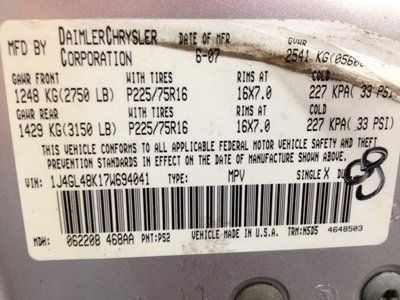 MFD BY DAIMLERCHRYSLER CORPORATION DATE OF MFR 6-07 GVWR 2541 KG(0560
GAWR FRONT WITH TIRES RIMS AT COLD
1248 KG(2750 LB) P225/75R16 16X7.0 227 KPA( 33 PSI)
GAWR REAR WITH TIRES RIMS AT COLD
1429 KG(3150 LB) P225/75R16 16X7.0 227 KPA( 33 PSI)
THIS VEHICLE CONFORMS TO ALL APPLICABLE FEDERAL MOTOR VEHICLE SAFETY AND THEFT
PREVENTION STANDARDS IN EFFECT ON THE DATE OF MANUFACTURE SHOWN ABOVE.
VIN: 1J4GL48K17W694041 TYPE: MPV SINGLE X D
MDH: 062208 468AA PNT:PS2 VEHICLE MADE IN U.S.A. TRM:N5D5 4648503